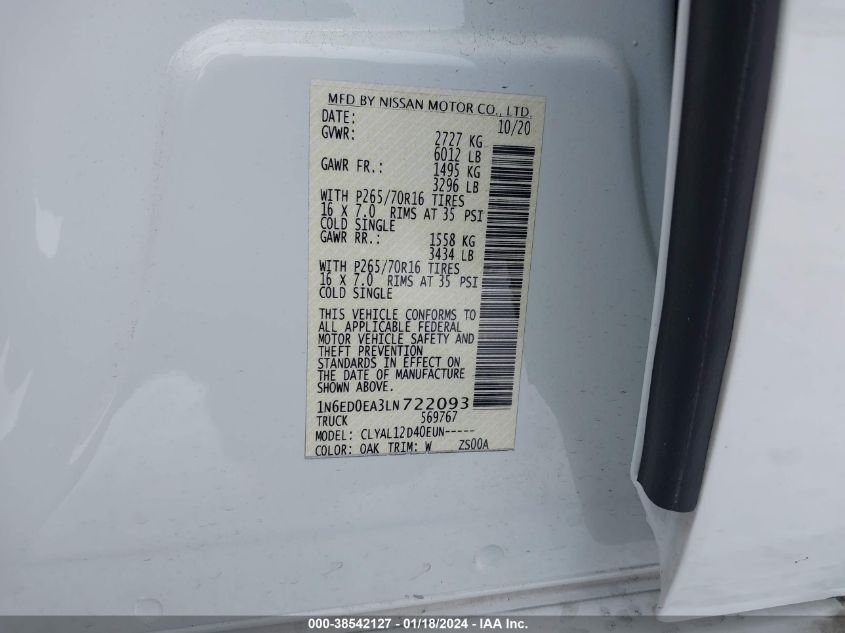 MFD BY NISSAN MOTOR CO., LTD.
DATE: 10/20
GVWR: 2727 KG
6012 LB
GAWR FR.: 1495 KG
3296 LB
WITH P265/70R16 TIRES
16 X 7.0 RIMS AT 35 PSI
COLD SINGLE
GAWR RR.: 1558 KG
3434 LB
WITH P265/70R16 TIRES
16 X 7.0 RIMS AT 35 PSI
COLD SINGLE
THIS VEHICLE CONFORMS TO
ALL APPLICABLE FEDERAL
MOTOR VEHICLE SAFETY AND
THEFT PREVENTION
STANDARDS IN EFFECT ON
THE DATE OF MANUFACTURE
SHOWN ABOVE.
1N6ED0EA3LN722093
TRUCK 569767
MODEL: CLYAL12D40EUN-----
COLOR: QAK TRIM: W ZS00A
000-38542127 - 01/18/2024 - IAA Inc.